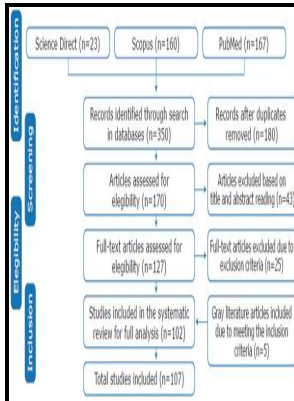 Identification
Science Direct (n=23)
Scopus (n=160)
PubMed (n=167)
Records identified through search
in databases (n=350)
Records after duplicates
removed (n=180)
Screening
Articles assessed for
elegibility (n=170)
Articles excluded based on
title and abstract reading (n=43)
Elegibility
Full-text articles assessed for
elegibility (n=127)
Full-text articles excluded due to
exclusion criteria (n=25)
Inclusion
Studies included in the systematic
review for full analysis (n=102)
Gray literature articles included
due to meeting the inclusion
criteria (n=5)
Total studies included (n=107)